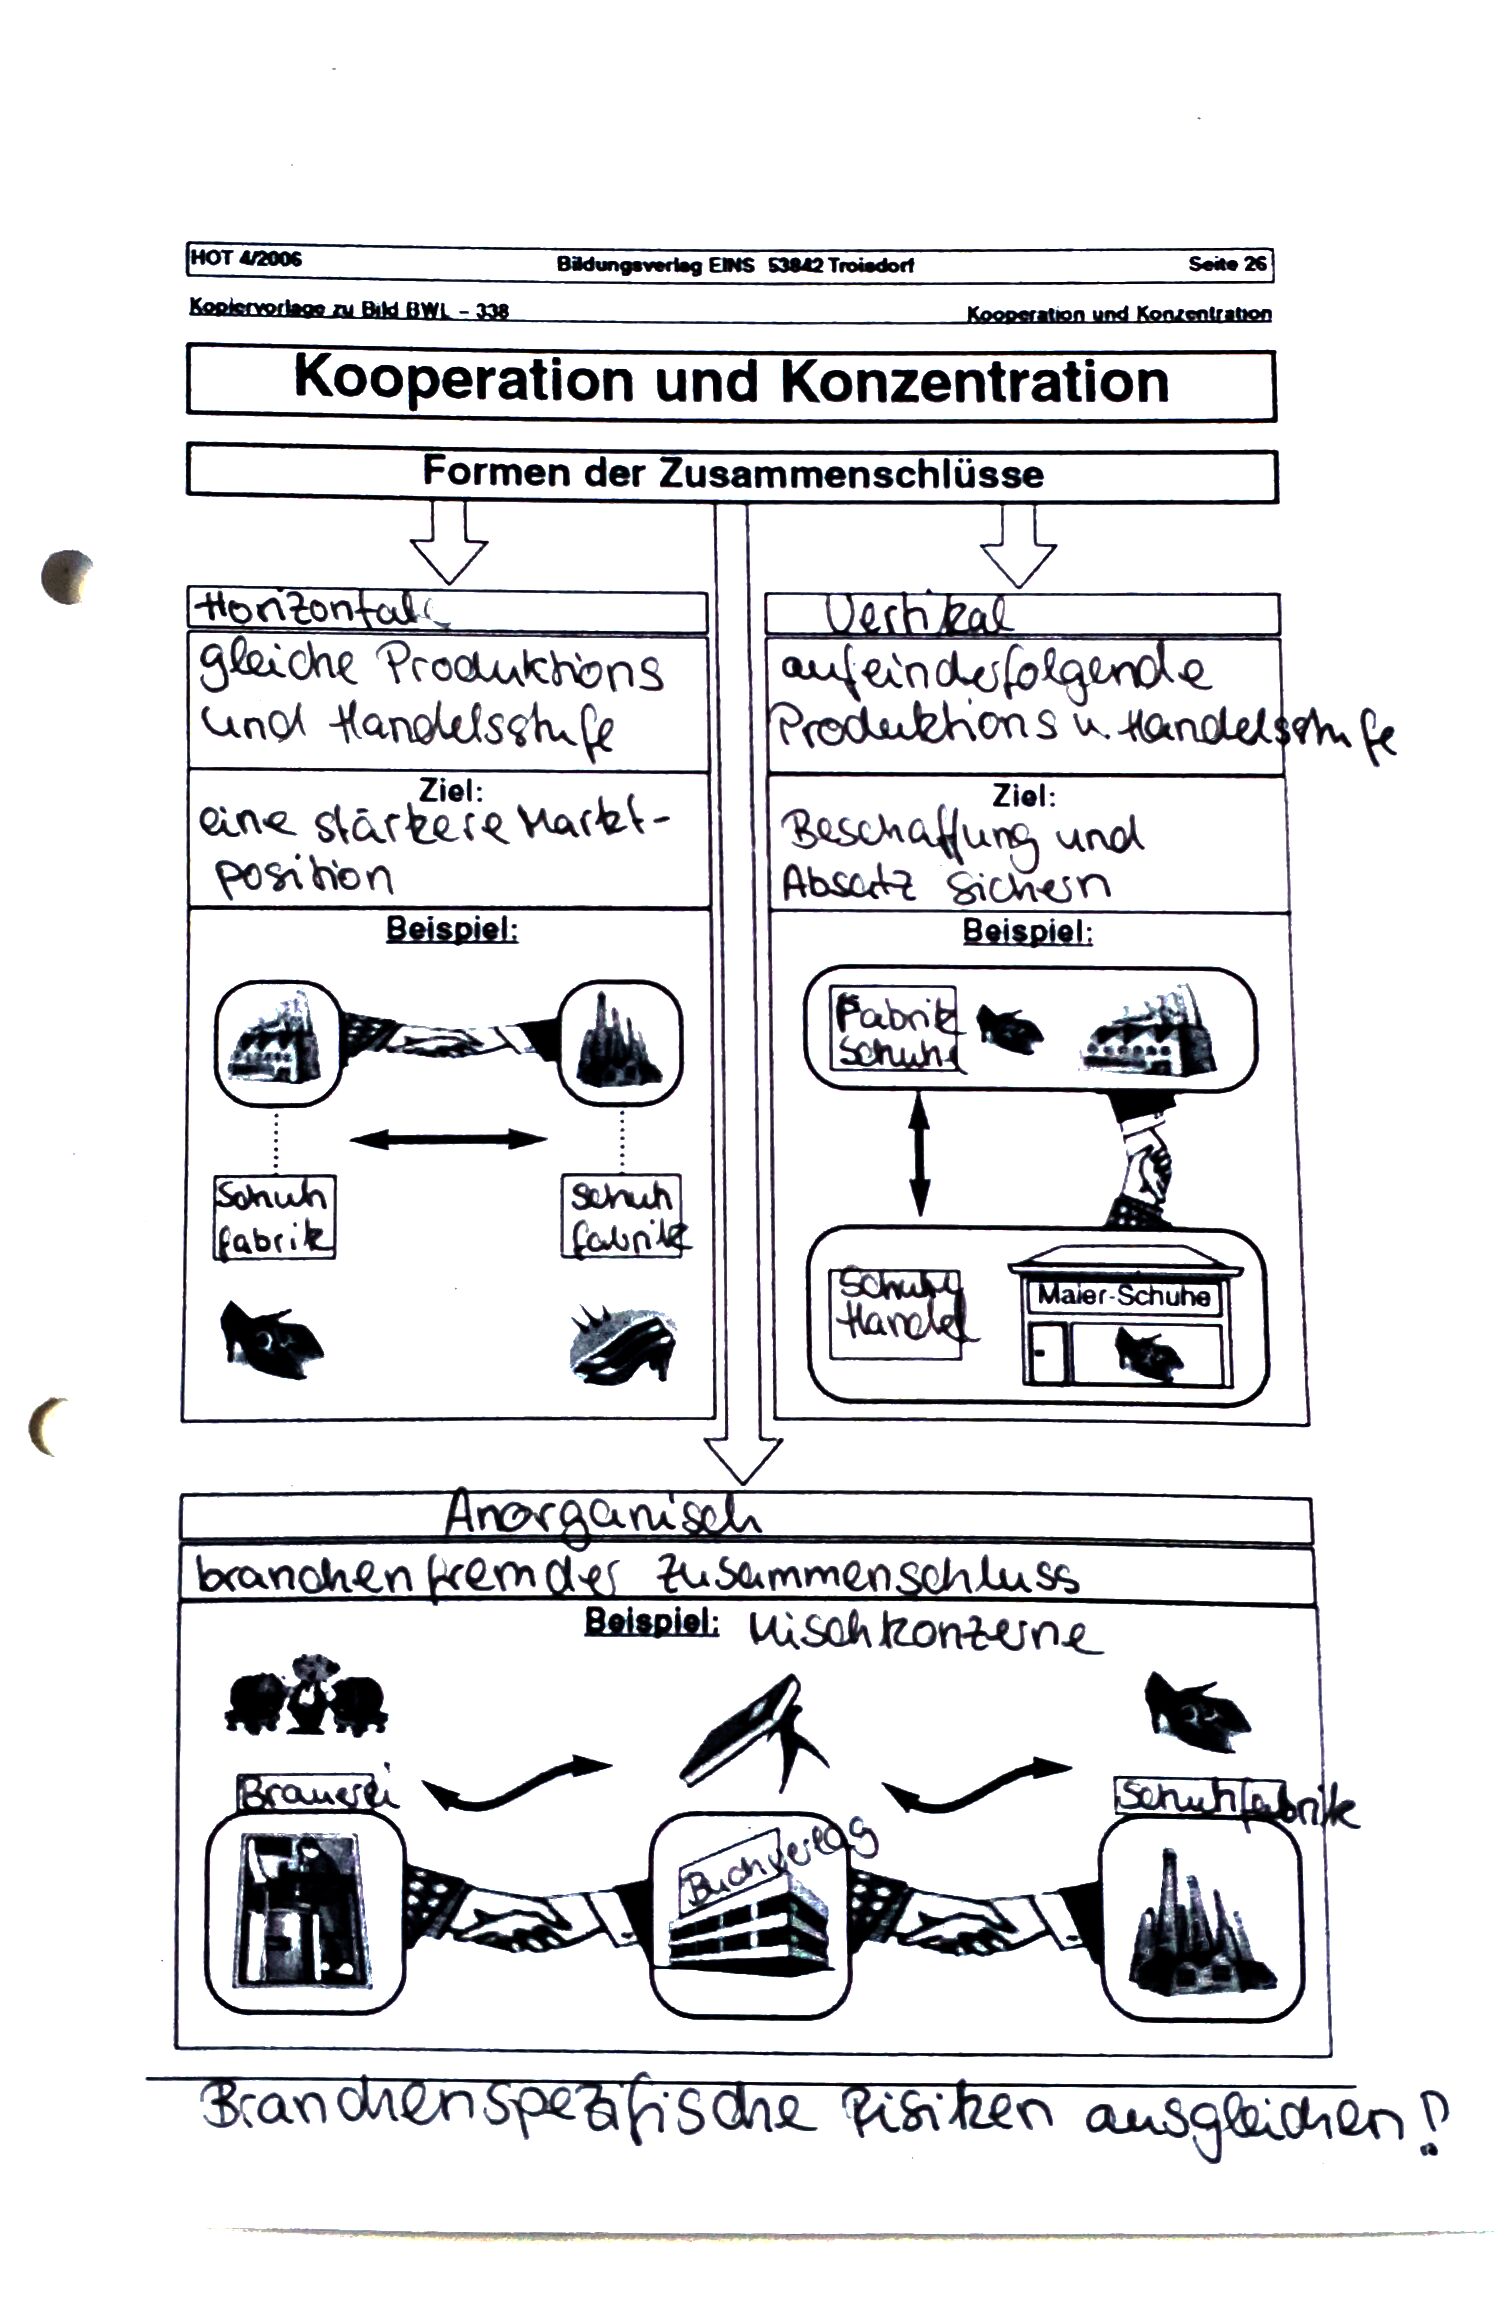 HOT 4/2006 Bildungsverlag EINS 53842 Troisdorf Seite 26
Kopiervorlage zu Bild BWL - 338 Kooperation und Konzentration
Kooperation und Konzentration
Formen der Zusammenschlüsse
Horizontal
gleiche Produktions
und Handelsstufe
Ziel:
eine stärkere Markt-
position
Beispiel:
Schuh
fabrik
Schuh
fabrik
Vertikal
aufeinderfolgende
Produktions u. Handelsstufe
Ziel:
Beschaffung und
Absatz sichern
Beispiel:
Fabrik
Schuh
Schuh
Handel
Maier-Schuhe
Anorganisch
branchenfremder Zusammenschluss
Beispiel: Mischkonzerne
Brauerei
Buchverlag
Schuhfabrik
Branchenspezifische Risiken ausgleichen!